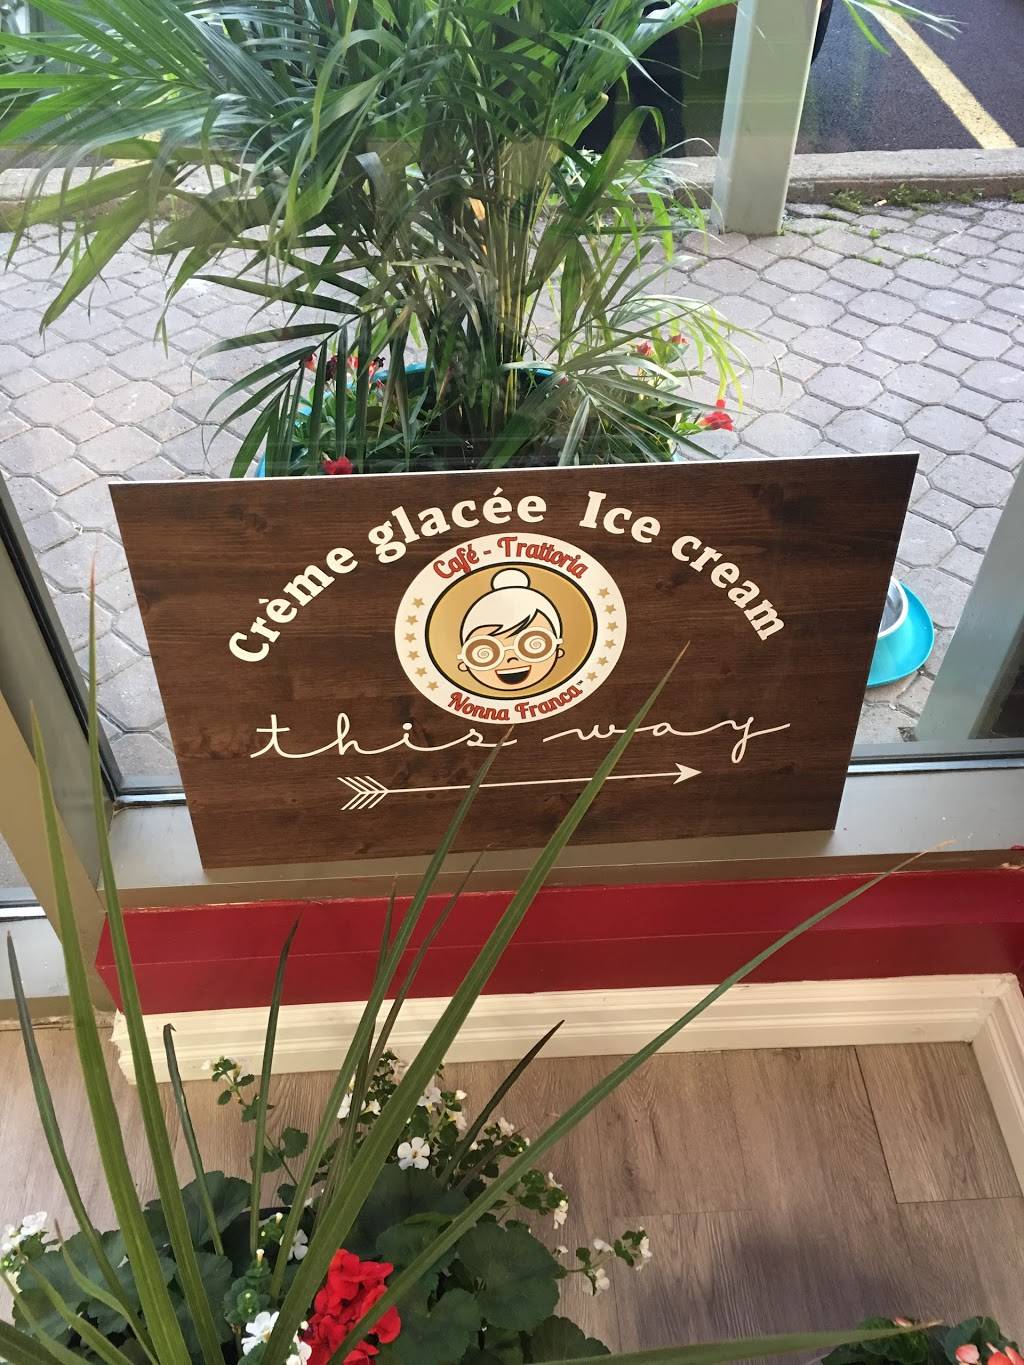 Crème glacée Ice cream
Café - Trattoria
Nonna Franca™
this way